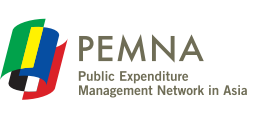 PEMNA
Public Expenditure
Management Network in Asia